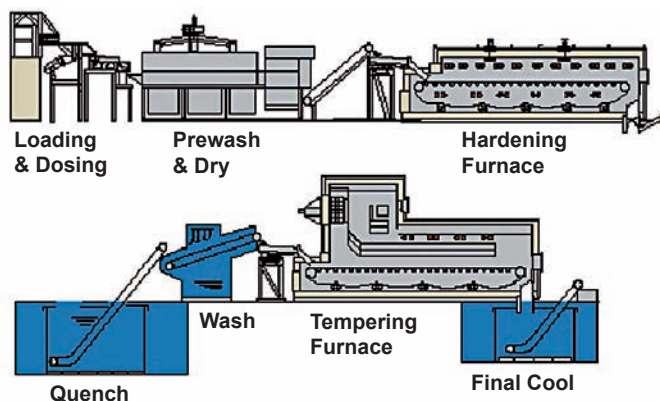 Loading
& Dosing
Prewash
& Dry
Hardening
Furnace
Wash
Tempering
Furnace
Quench
Final Cool